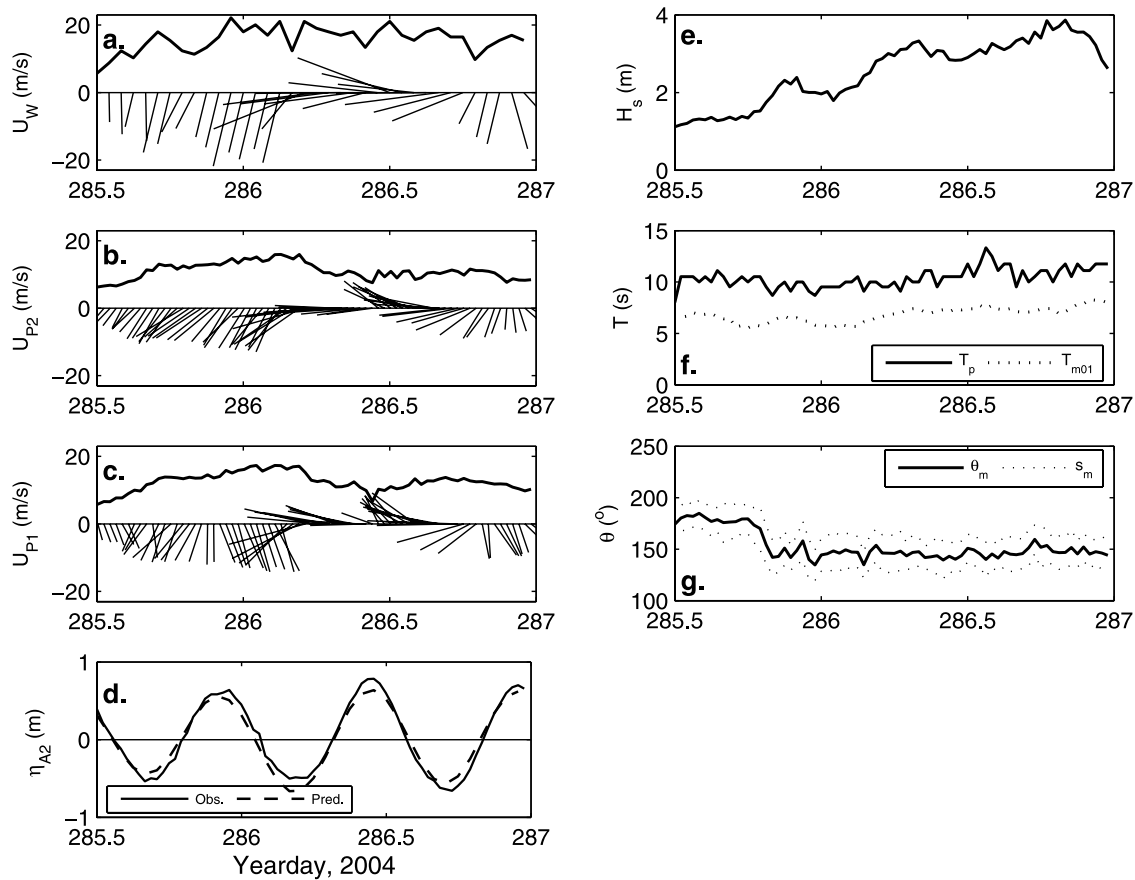 a.
U_W (m/s)
20
0
−20
285.5 286 286.5 287
b.
U_P2 (m/s)
20
0
−20
285.5 286 286.5 287
c.
U_P1 (m/s)
20
0
−20
285.5 286 286.5 287
d.
η_A2 (m)
1
0
−1
Obs. Pred.
285.5 286 286.5 287
Yearday, 2004
e.
H_s (m)
4
2
0
285.5 286 286.5 287
f.
T (s)
15
10
5
0
T_p T_m01
285.5 286 286.5 287
g.
θ (°)
250
200
150
100
θ_m s_m
285.5 286 286.5 287